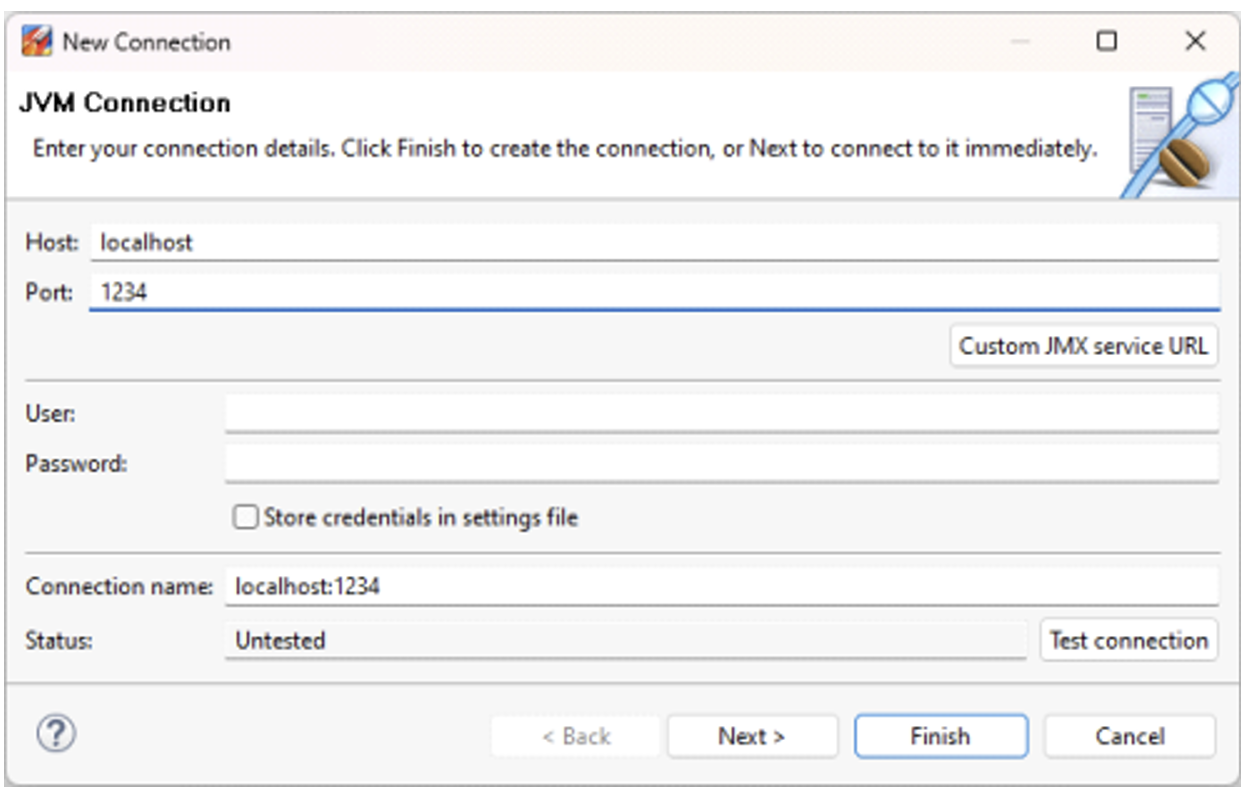 New Connection
JVM Connection
Enter your connection details. Click Finish to create the connection, or Next to connect to it immediately.
Host: localhost
Port: 1234
Custom JMX service URL
User:
Password:
Store credentials in settings file
Connection name: localhost:1234
Status: Untested Test connection
? < Back Next > Finish Cancel